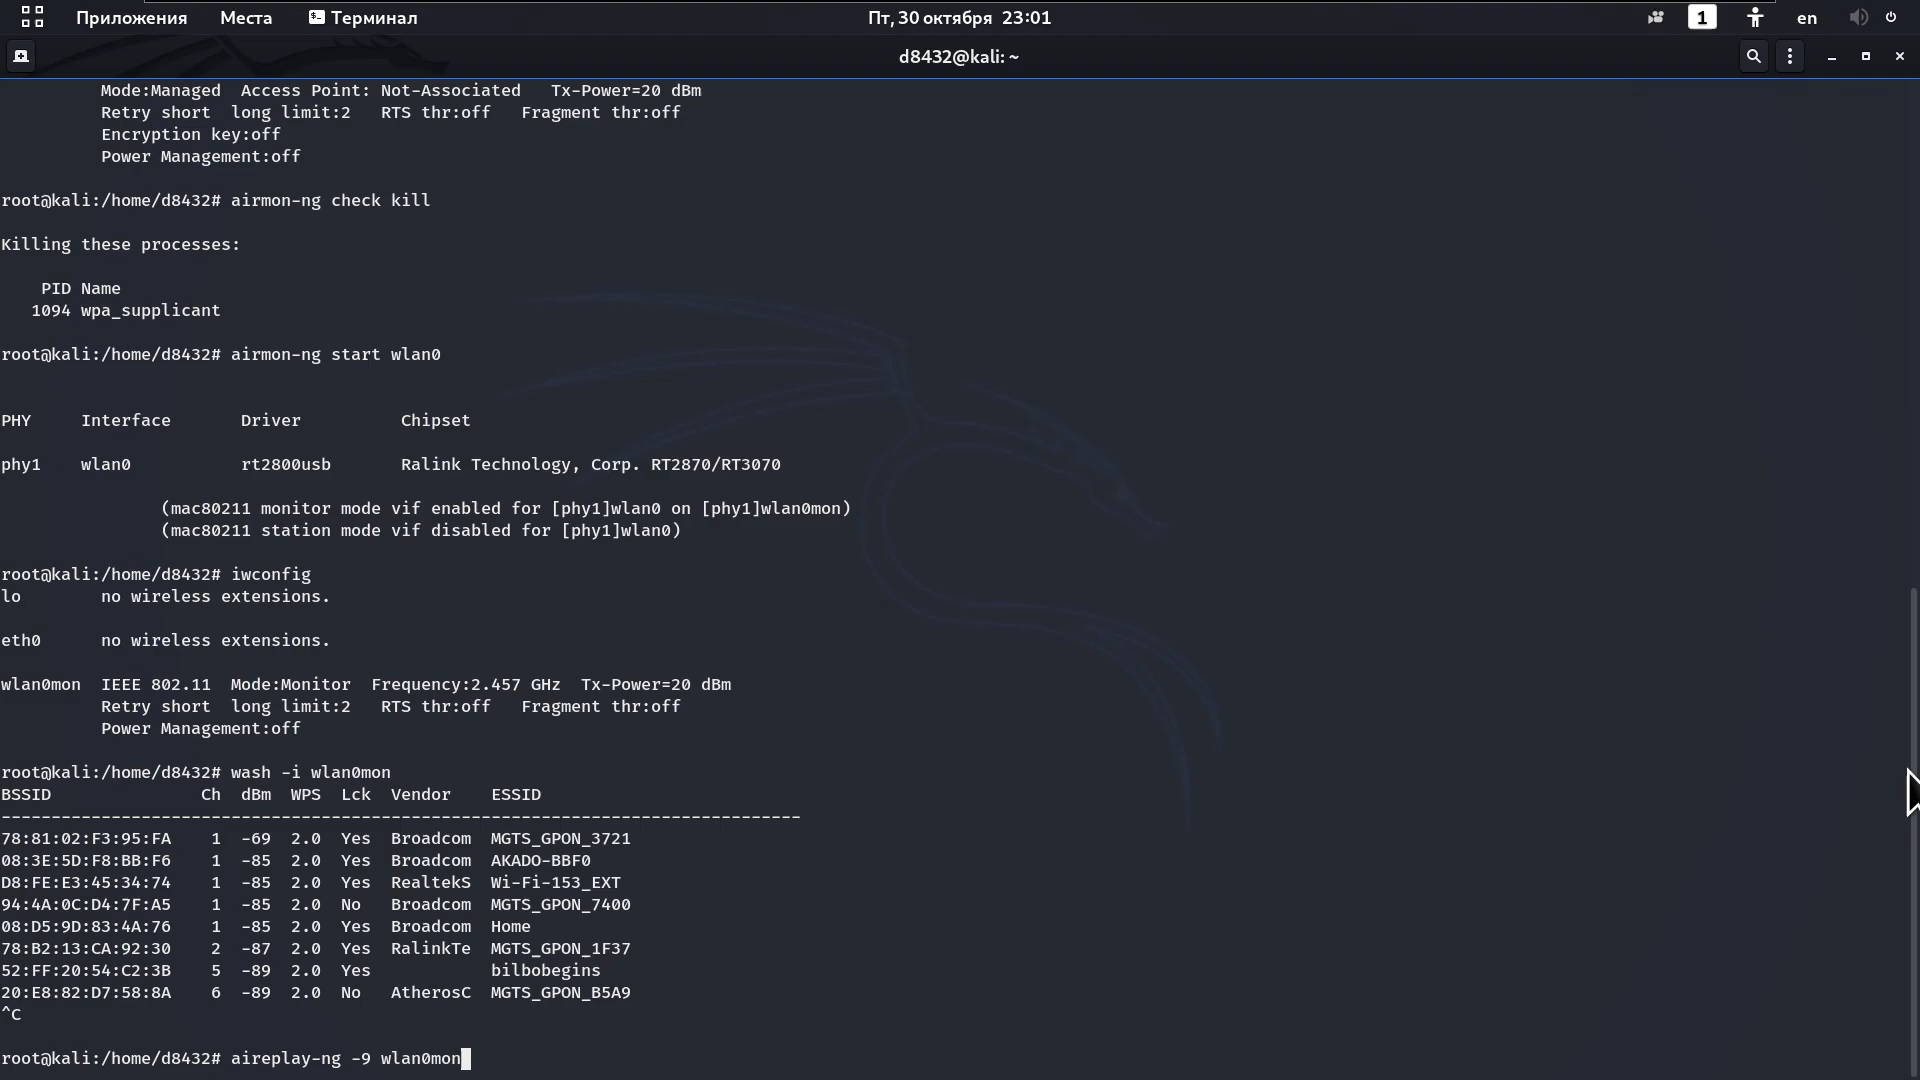 Приложения Места Терминал Пт, 30 октября 23:01 1 en
d8432@kali: ~
Mode:Managed Access Point: Not-Associated Tx-Power=20 dBm
Retry short long limit:2 RTS thr:off Fragment thr:off
Encryption key:off
Power Management:off
root@kali:/home/d8432# airmon-ng check kill
Killing these processes:
PID Name
1094 wpa_supplicant
root@kali:/home/d8432# airmon-ng start wlan0
PHY Interface Driver Chipset
phy1 wlan0 rt2800usb Ralink Technology, Corp. RT2870/RT3070
(mac80211 monitor mode vif enabled for [phy1]wlan0 on [phy1]wlan0mon)
(mac80211 station mode vif disabled for [phy1]wlan0)
root@kali:/home/d8432# iwconfig
lo no wireless extensions.
eth0 no wireless extensions.
wlan0mon IEEE 802.11 Mode:Monitor Frequency:2.457 GHz Tx-Power=20 dBm
Retry short long limit:2 RTS thr:off Fragment thr:off
Power Management:off
root@kali:/home/d8432# wash -i wlan0mon
BSSID Ch dBm WPS Lck Vendor ESSID
--------------------------------------------------------------------------------
78:81:02:F3:95:FA 1 -69 2.0 Yes Broadcom MGTS_GPON_3721
08:3E:5D:F8:BB:F6 1 -85 2.0 Yes Broadcom AKADO-BBF0
D8:FE:E3:45:34:74 1 -85 2.0 Yes RealtekS Wi-Fi-153_EXT
94:4A:0C:D4:7F:A5 1 -85 2.0 No Broadcom MGTS_GPON_7400
08:D5:9D:83:4A:76 1 -85 2.0 Yes Broadcom Home
78:B2:13:CA:92:30 2 -87 2.0 Yes RalinkTe MGTS_GPON_1F37
52:FF:20:54:C2:3B 5 -89 2.0 Yes bilbobegins
20:E8:82:D7:58:8A 6 -89 2.0 No AtherosC MGTS_GPON_B5A9
^C
root@kali:/home/d8432# aireplay-ng -9 wlan0mon